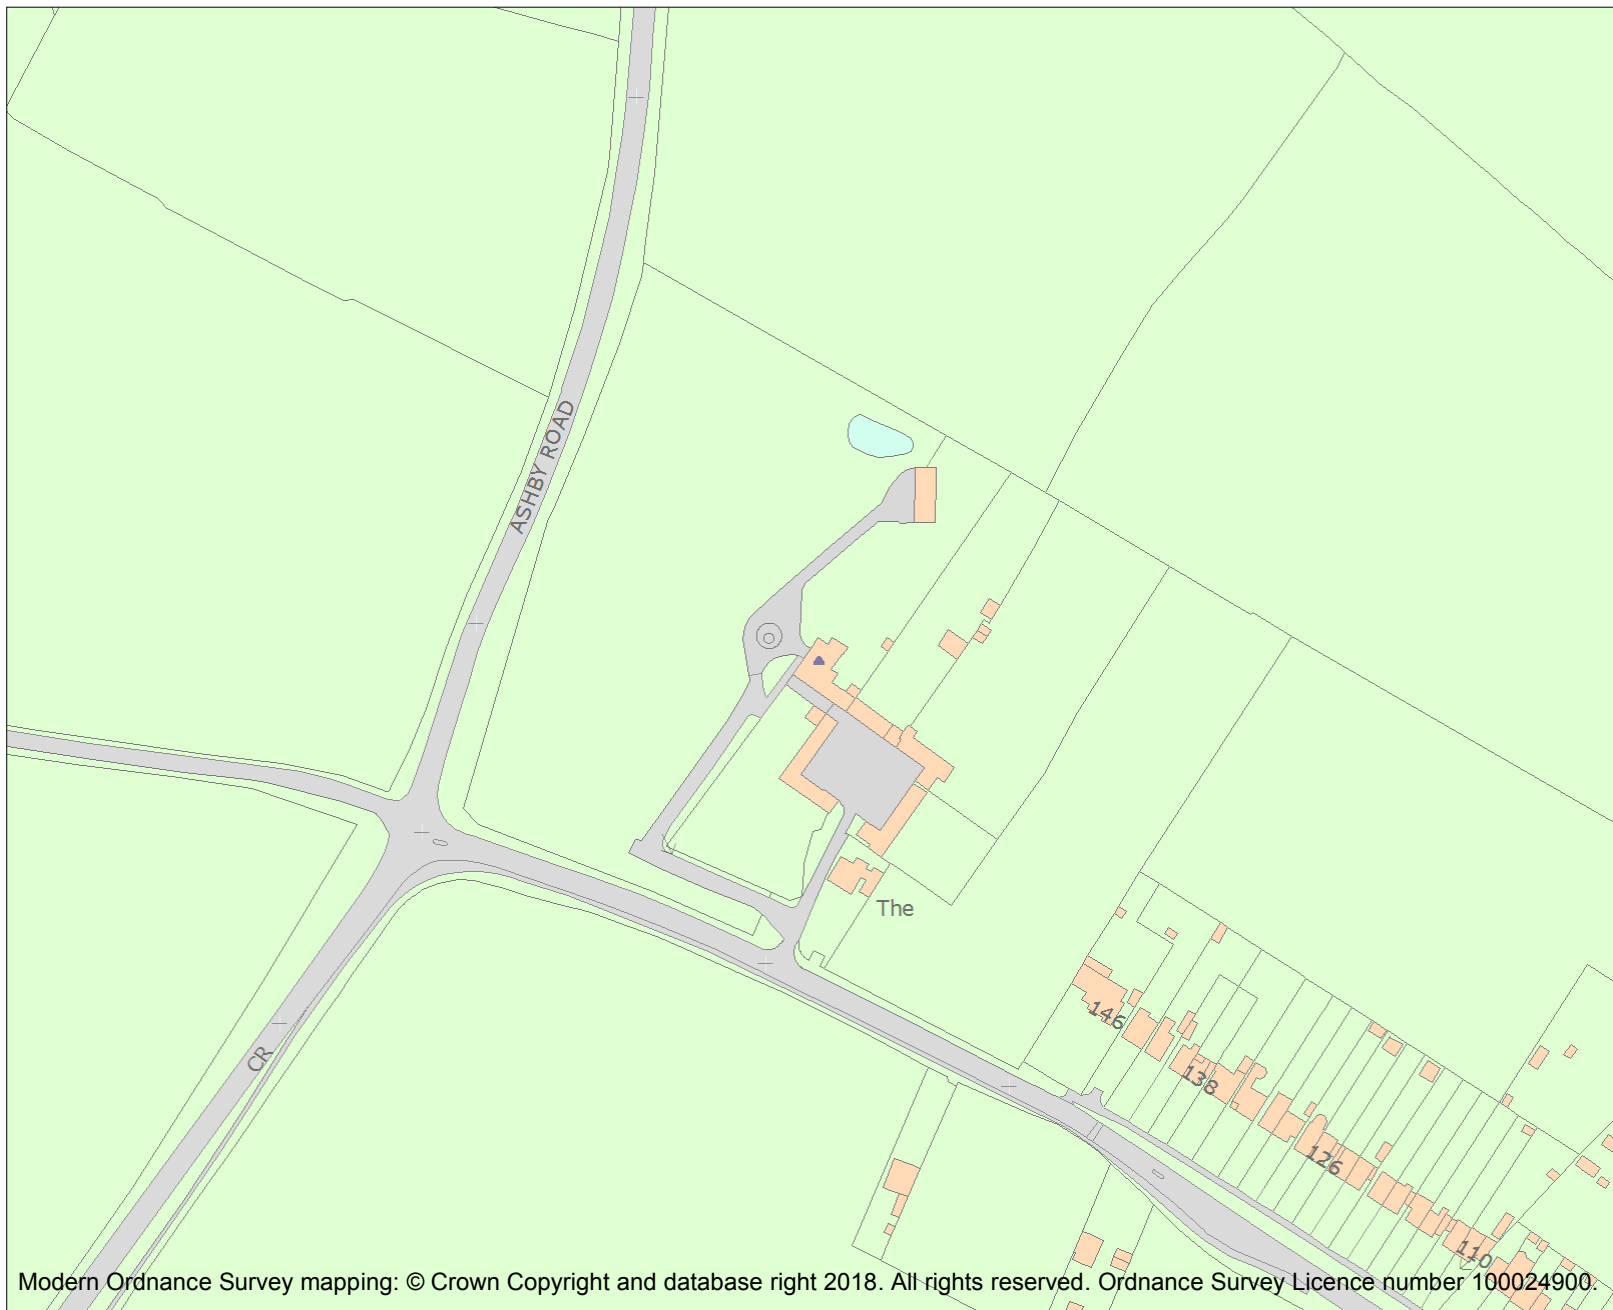 ASHBY ROAD
The
146
CR
138
126
110
Modern Ordnance Survey mapping: © Crown Copyright and database right 2018. All rights reserved. Ordnance Survey Licence number 100024900.